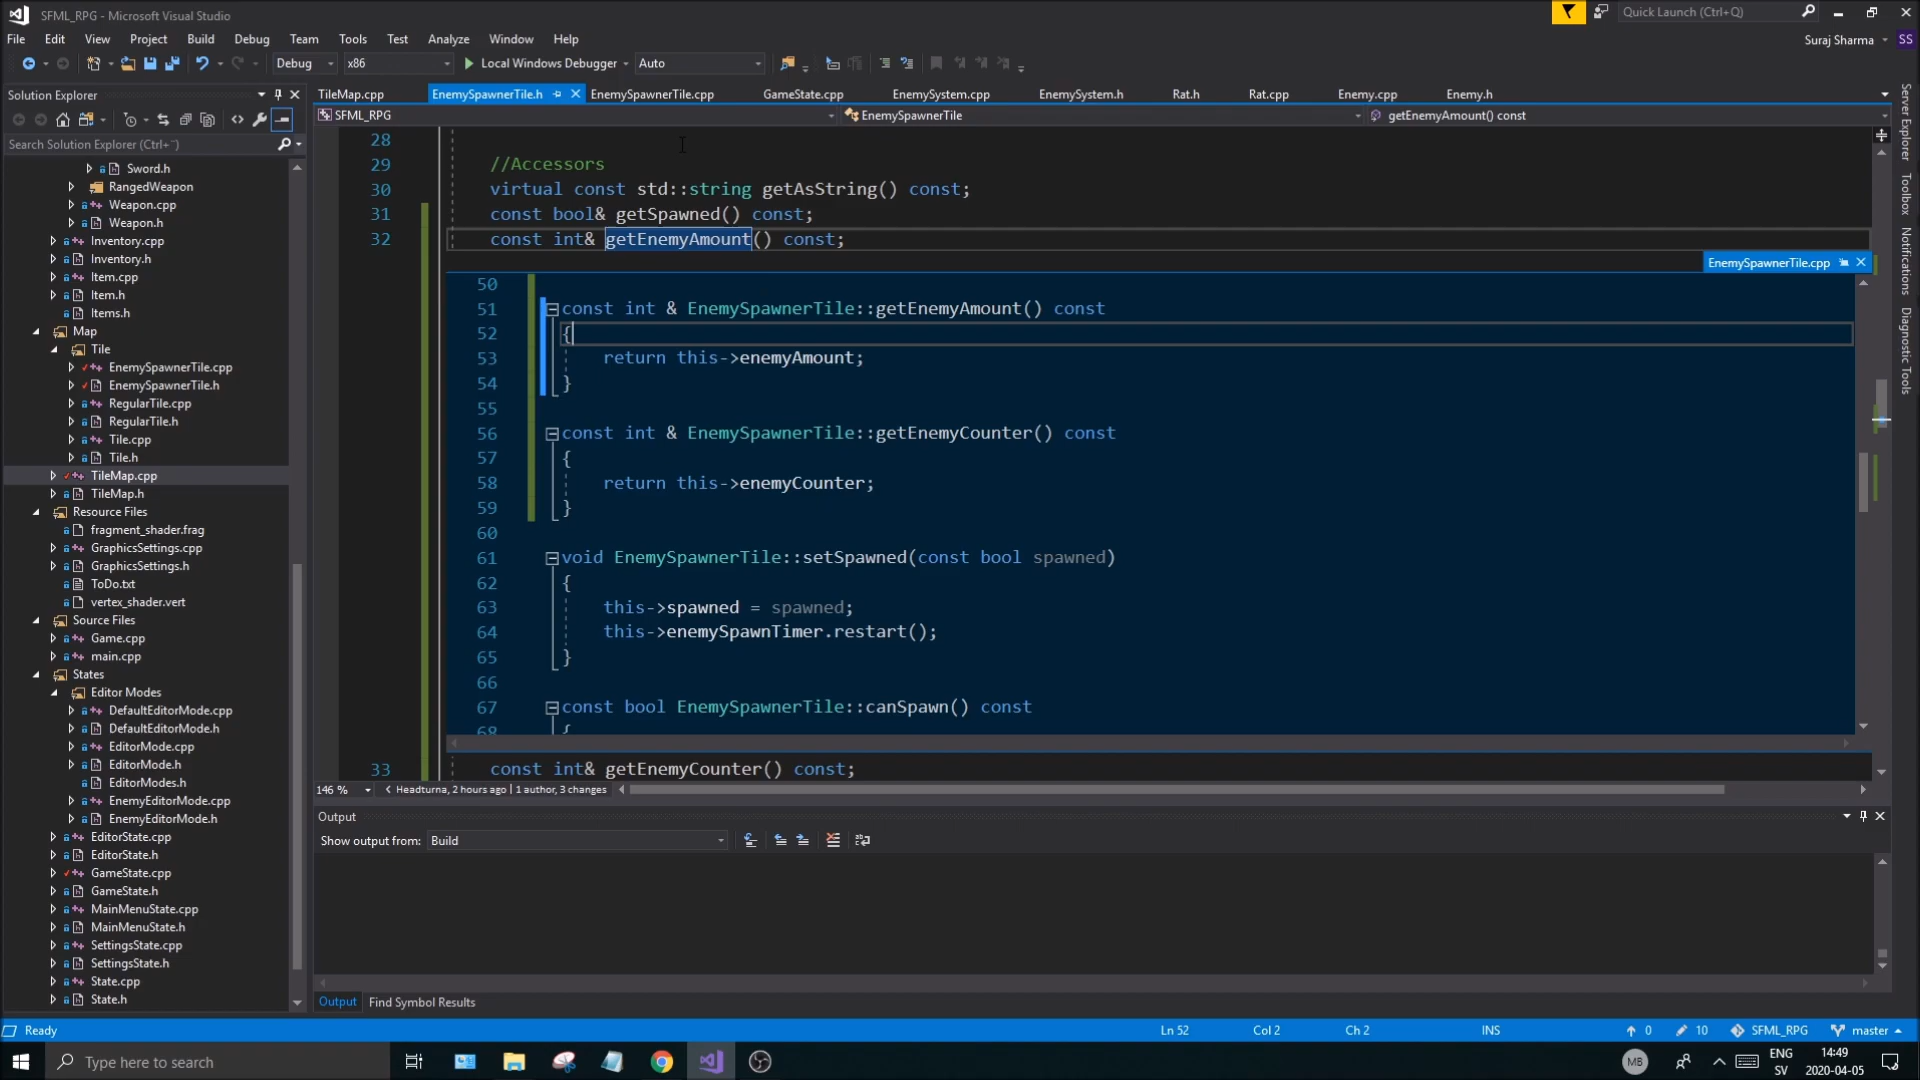 SFML_RPG - Microsoft Visual Studio
Quick Launch (Ctrl+Q)
File Edit View Project Build Debug Team Tools Test Analyze Window Help
Suraj Sharma SS
Debug x86 Local Windows Debugger Auto
Solution Explorer
Search Solution Explorer (Ctrl+¨)
Sword.h
RangedWeapon
Weapon.cpp
Weapon.h
Inventory.cpp
Inventory.h
Item.cpp
Item.h
Items.h
Map
Tile
EnemySpawnerTile.cpp
EnemySpawnerTile.h
RegularTile.cpp
RegularTile.h
Tile.cpp
Tile.h
TileMap.cpp
TileMap.h
Resource Files
fragment_shader.frag
GraphicsSettings.cpp
GraphicsSettings.h
ToDo.txt
vertex_shader.vert
Source Files
Game.cpp
main.cpp
States
Editor Modes
DefaultEditorMode.cpp
DefaultEditorMode.h
EditorMode.cpp
EditorMode.h
EditorModes.h
EnemyEditorMode.cpp
EnemyEditorMode.h
EditorState.cpp
EditorState.h
GameState.cpp
GameState.h
MainMenuState.cpp
MainMenuState.h
SettingsState.cpp
SettingsState.h
State.cpp
State.h
TileMap.cpp EnemySpawnerTile.h EnemySpawnerTile.cpp GameState.cpp EnemySystem.cpp EnemySystem.h Rat.h Rat.cpp Enemy.cpp Enemy.h
SFML_RPG EnemySpawnerTile getEnemyAmount() const
28
29 //Accessors
30 virtual const std::string getAsString() const;
31 const bool& getSpawned() const;
32 const int& getEnemyAmount() const;
EnemySpawnerTile.cpp
50
51 const int & EnemySpawnerTile::getEnemyAmount() const
52 {
53 return this->enemyAmount;
54 }
55
56 const int & EnemySpawnerTile::getEnemyCounter() const
57 {
58 return this->enemyCounter;
59 }
60
61 void EnemySpawnerTile::setSpawned(const bool spawned)
62 {
63 this->spawned = spawned;
64 this->enemySpawnTimer.restart();
65 }
66
67 const bool EnemySpawnerTile::canSpawn() const
68 {
33 const int& getEnemyCounter() const;
146 % Headturna, 2 hours ago | 1 author, 3 changes
Output
Show output from: Build
Output Find Symbol Results
Server Explorer
Toolbox
Notifications
Diagnostic Tools
Ready Ln 52 Col 2 Ch 2 INS 0 10 SFML_RPG master
Type here to search
MB
ENG
SV
14:49
2020-04-05